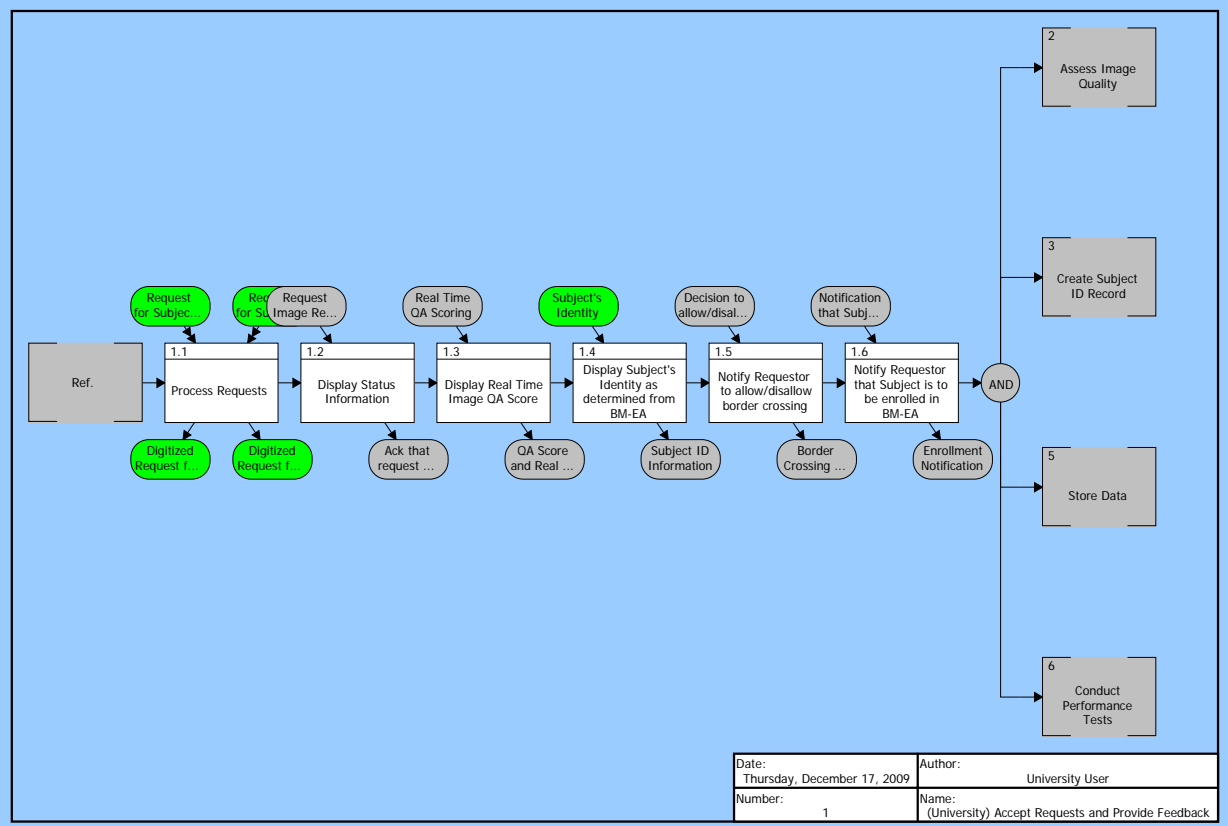 2
Assess Image
Quality
3
Create Subject
ID Record
Request
for Subjec...
Req
for Su
Request
Image Re...
Real Time
QA Scoring
Subject's
Identity
Decision to
allow/disal...
Notification
that Subj...
Ref.
1.1
Process Requests
1.2
Display Status
Information
1.3
Display Real Time
Image QA Score
1.4
Display Subject's
Identity as
determined from
BM-EA
1.5
Notify Requestor
to allow/disallow
border crossing
1.6
Notify Requestor
that Subject is to
be enrolled in
BM-EA
AND
Digitized
Request f...
Digitized
Request f...
Ack that
request ...
QA Score
and Real ...
Subject ID
Information
Border
Crossing ...
Enrollment
Notification
5
Store Data
6
Conduct
Performance
Tests
Date:
Thursday, December 17, 2009
Author:
University User
Number:
1
Name:
(University) Accept Requests and Provide Feedback